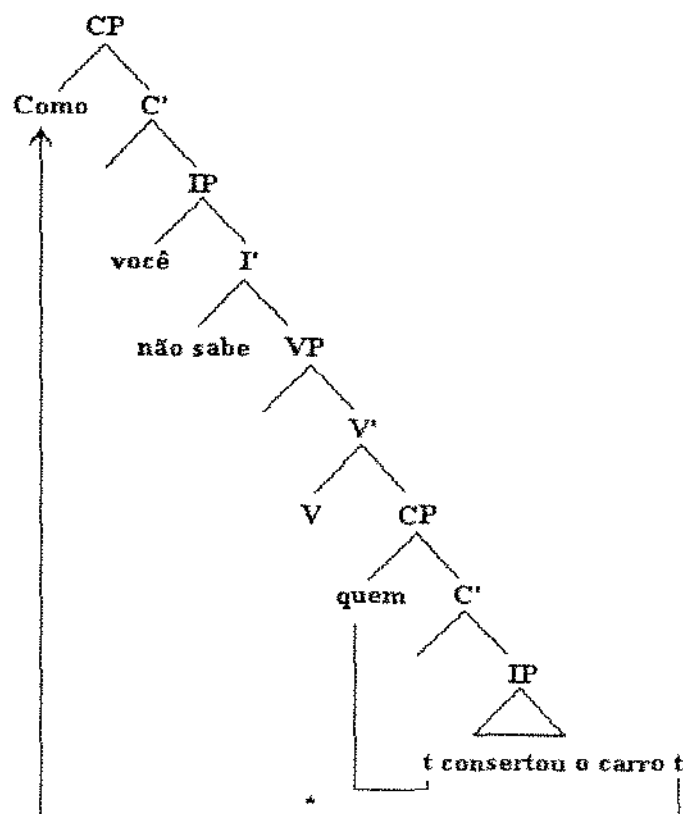 CP
Como C'
IP
você I'
não sabe VP
V'
V CP
quem C'
IP
t consertou o carro t
*